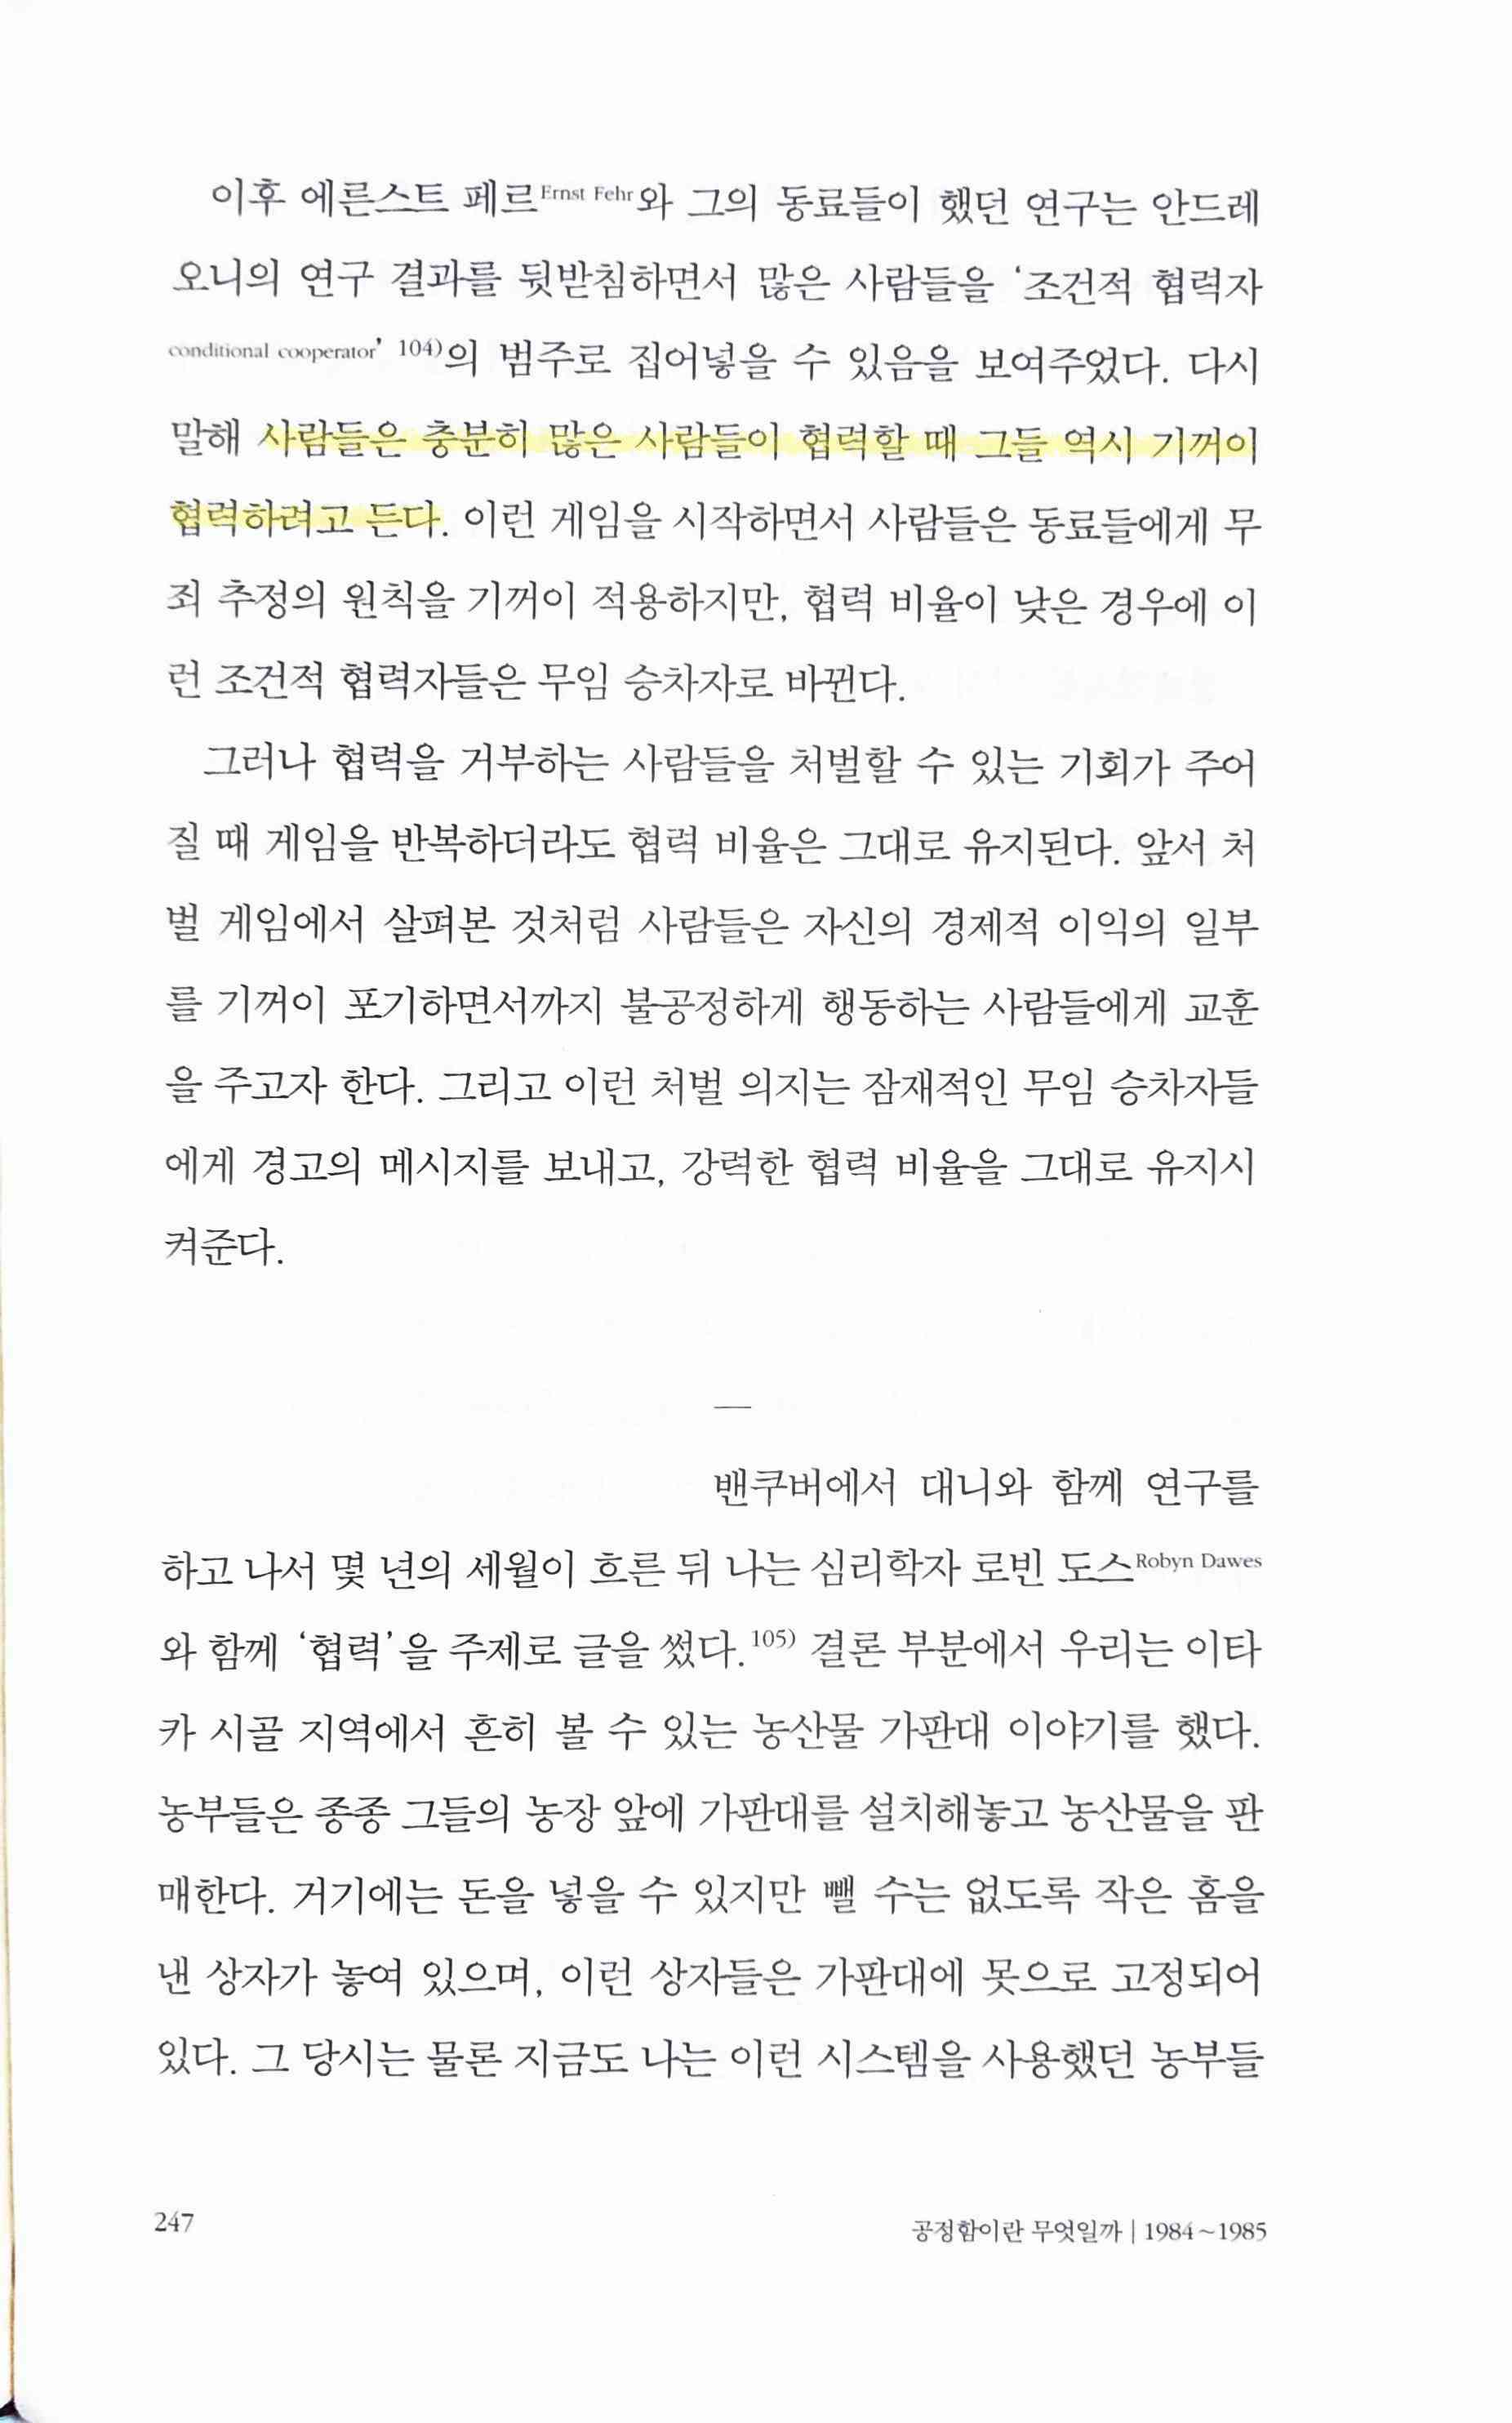 이후 에른스트 페르Ernst Fehr와 그의 동료들이 했던 연구는 안드레
오니의 연구 결과를 뒷받침하면서 많은 사람들을 ‘조건적 협력자
conditional cooperator’ 104)의 범주로 집어넣을 수 있음을 보여주었다. 다시
말해 사람들은 충분히 많은 사람들이 협력할 때 그들 역시 기꺼이
협력하려고 든다. 이런 게임을 시작하면서 사람들은 동료들에게 무
죄 추정의 원칙을 기꺼이 적용하지만, 협력 비율이 낮은 경우에 이
런 조건적 협력자들은 무임 승차자로 바뀐다.
그러나 협력을 거부하는 사람들을 처벌할 수 있는 기회가 주어
질 때 게임을 반복하더라도 협력 비율은 그대로 유지된다. 앞서 처
벌 게임에서 살펴본 것처럼 사람들은 자신의 경제적 이익의 일부
를 기꺼이 포기하면서까지 불공정하게 행동하는 사람들에게 교훈
을 주고자 한다. 그리고 이런 처벌 의지는 잠재적인 무임 승차자들
에게 경고의 메시지를 보내고, 강력한 협력 비율을 그대로 유지시
켜준다.
밴쿠버에서 대니와 함께 연구를
하고 나서 몇 년의 세월이 흐른 뒤 나는 심리학자 로빈 도스Robyn Dawes
와 함께 ‘협력’을 주제로 글을 썼다.105) 결론 부분에서 우리는 이타
카 시골 지역에서 흔히 볼 수 있는 농산물 가판대 이야기를 했다.
농부들은 종종 그들의 농장 앞에 가판대를 설치해놓고 농산물을 판
매한다. 거기에는 돈을 넣을 수 있지만 뺄 수는 없도록 작은 홈을
낸 상자가 놓여 있으며, 이런 상자들은 가판대에 못으로 고정되어
있다. 그 당시는 물론 지금도 나는 이런 시스템을 사용했던 농부들
247
공정함이란 무엇일까 | 1984~1985